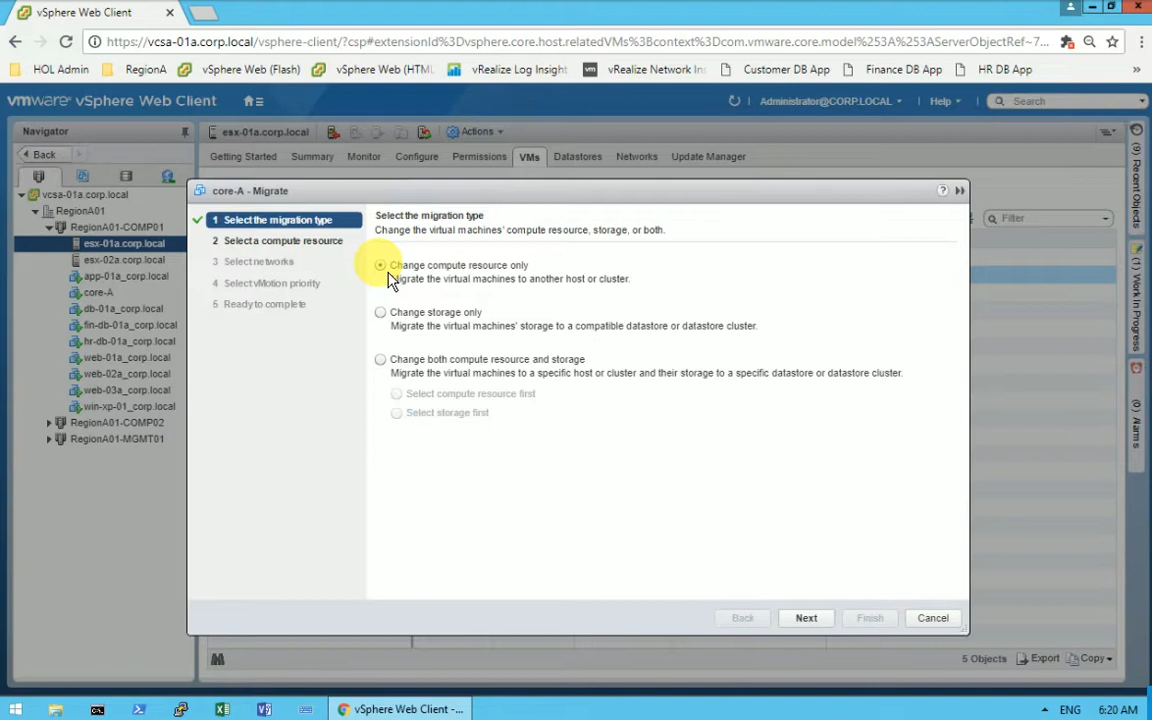 vSphere Web Client
https://vcsa-01a.corp.local/vsphere-client/?csp#extensionId%3Dvsphere.core.host.relatedVMs%3Bcontext%3Dcom.vmware.core.model%253A%253AServerObjectRef~7...
HOL Admin RegionA vSphere Web (Flash) vSphere Web (HTML vRealize Log Insight vRealize Network In Customer DB App Finance DB App HR DB App »
vmware® vSphere Web Client
Administrator@CORP.LOCAL
Help
Search
Navigator
Back
vcsa-01a.corp.local
RegionA01
RegionA01-COMP01
esx-01a.corp.local
esx-02a.corp.local
app-01a_corp.local
core-A
db-01a_corp.local
fin-db-01a_corp.local
hr-db-01a_corp.local
web-01a_corp.local
web-02a_corp.local
web-03a_corp.local
win-xp-01_corp.local
RegionA01-COMP02
RegionA01-MGMT01
esx-01a.corp.local
Actions
Getting Started Summary Monitor Configure Permissions VMs Datastores Networks Update Manager
Filter
core-A - Migrate
1 Select the migration type
2 Select a compute resource
3 Select networks
4 Select vMotion priority
5 Ready to complete
Select the migration type
Change the virtual machines' compute resource, storage, or both.
Change compute resource only
Migrate the virtual machines to another host or cluster.
Change storage only
Migrate the virtual machines' storage to a compatible datastore or datastore cluster.
Change both compute resource and storage
Migrate the virtual machines to a specific host or cluster and their storage to a specific datastore or datastore cluster.
Select compute resource first
Select storage first
Back Next Finish Cancel
5 Objects Export Copy
(9) Recent Objects
(1) Work In Progress
(0) Alarms
vSphere Web Client -...
ENG 6:20 AM